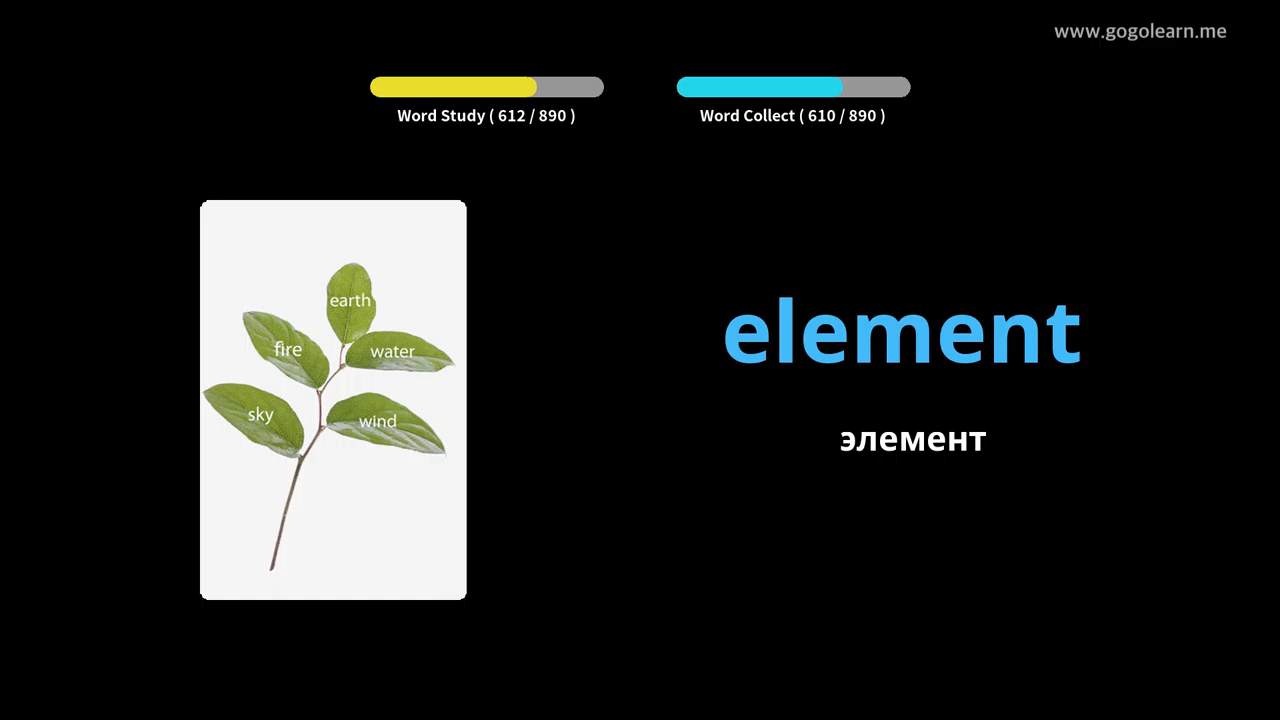 www.gogolearn.me
Word Study ( 612 / 890 )
Word Collect ( 610 / 890 )
earth
fire
water
sky
wind
element
элемент